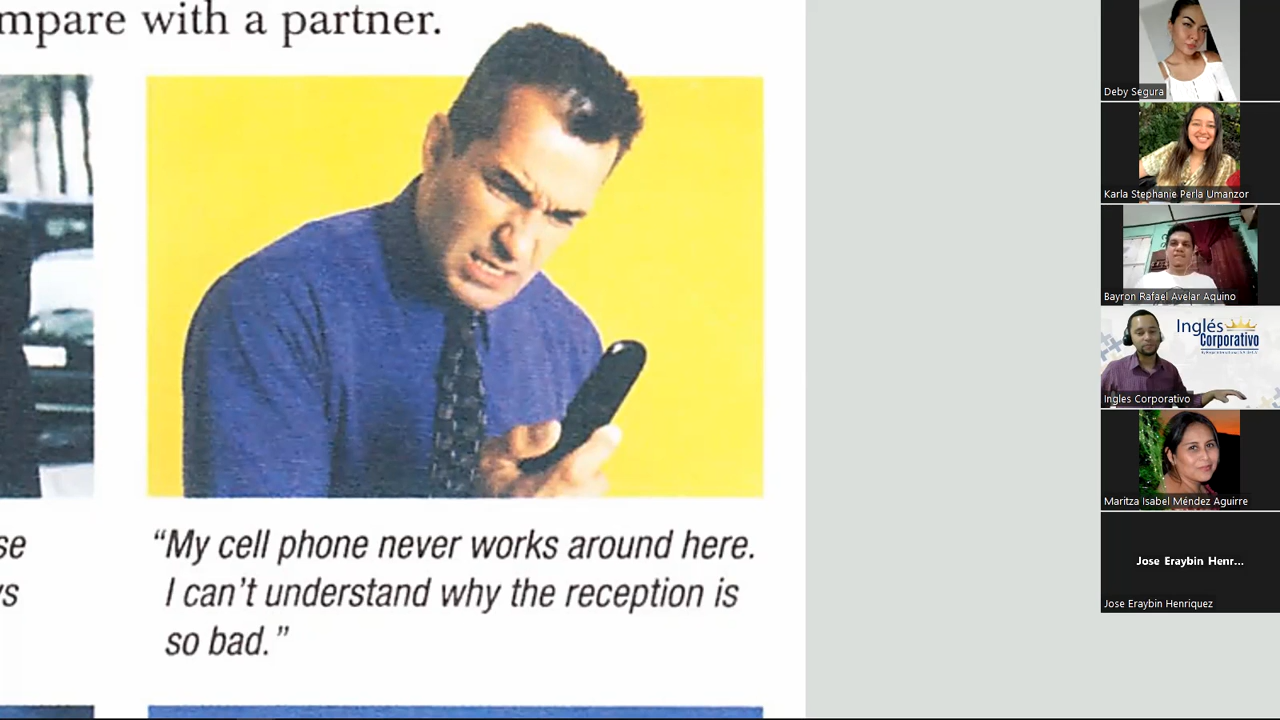 mpare with a partner.
se
ys
“My cell phone never works around here.
I can’t understand why the reception is
so bad.”
Deby Segura
Karla Stephanie Perla Umanzor
Bayron Rafael Avelar Aquino
Inglés
Corporativo
Ingles Corporativo
Maritza Isabel Méndez Aguirre
Jose Eraybin Henr...
Jose Eraybin Henriquez